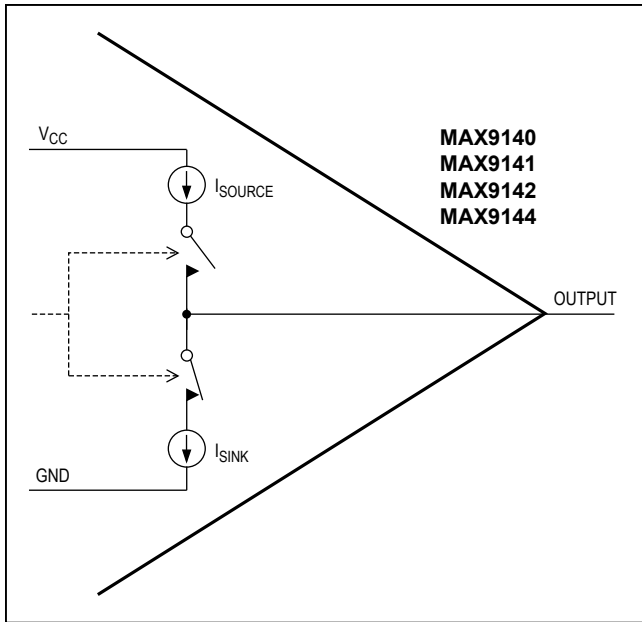 MAX9140
MAX9141
MAX9142
MAX9144
VCC
ISOURCE
OUTPUT
ISINK
GND